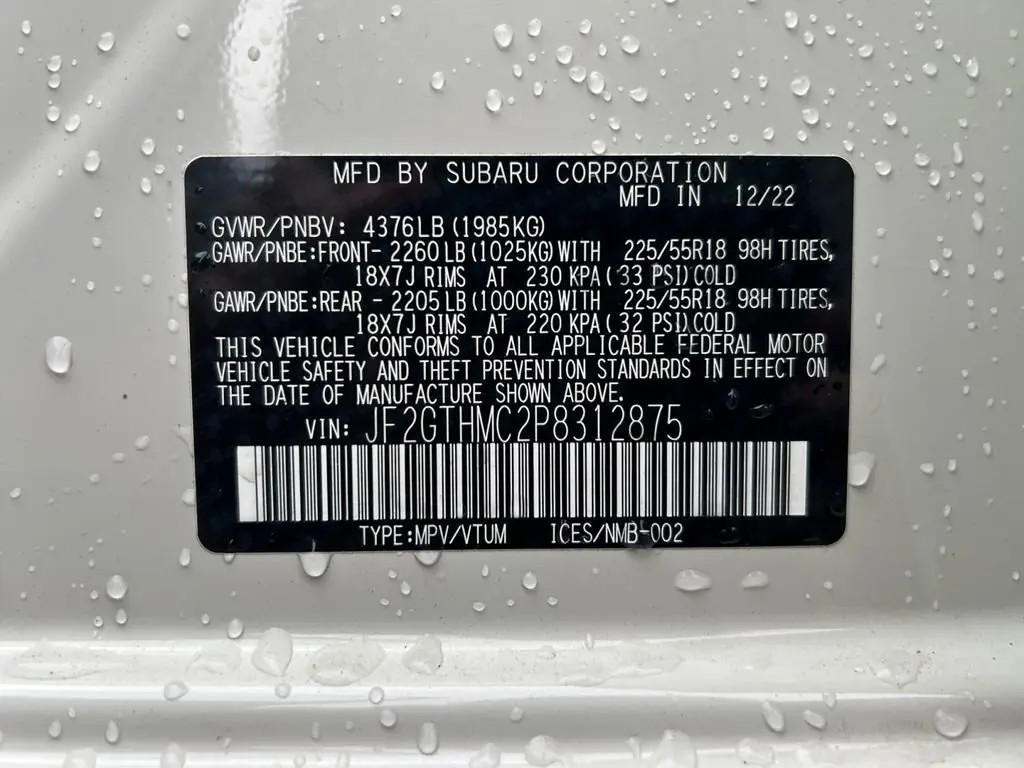 MFD BY SUBARU CORPORATION
MFD IN 12/22
GVWR/PNBV: 4376LB (1985KG)
GAWR/PNBE:FRONT- 2260 LB (1025KG) WITH 225/55R18 98H TIRES,
18X7J RIMS AT 230 KPA ( 33 PSI) COLD
GAWR/PNBE:REAR - 2205 LB (1000KG) WITH 225/55R18 98H TIRES,
18X7J RIMS AT 220 KPA ( 32 PSI) COLD
THIS VEHICLE CONFORMS TO ALL APPLICABLE FEDERAL MOTOR
VEHICLE SAFETY AND THEFT PREVENTION STANDARDS IN EFFECT ON
THE DATE OF MANUFACTURE SHOWN ABOVE.
VIN: JF2GTHMC2P8312875
TYPE:MPV/VTUM ICES/NMB-002